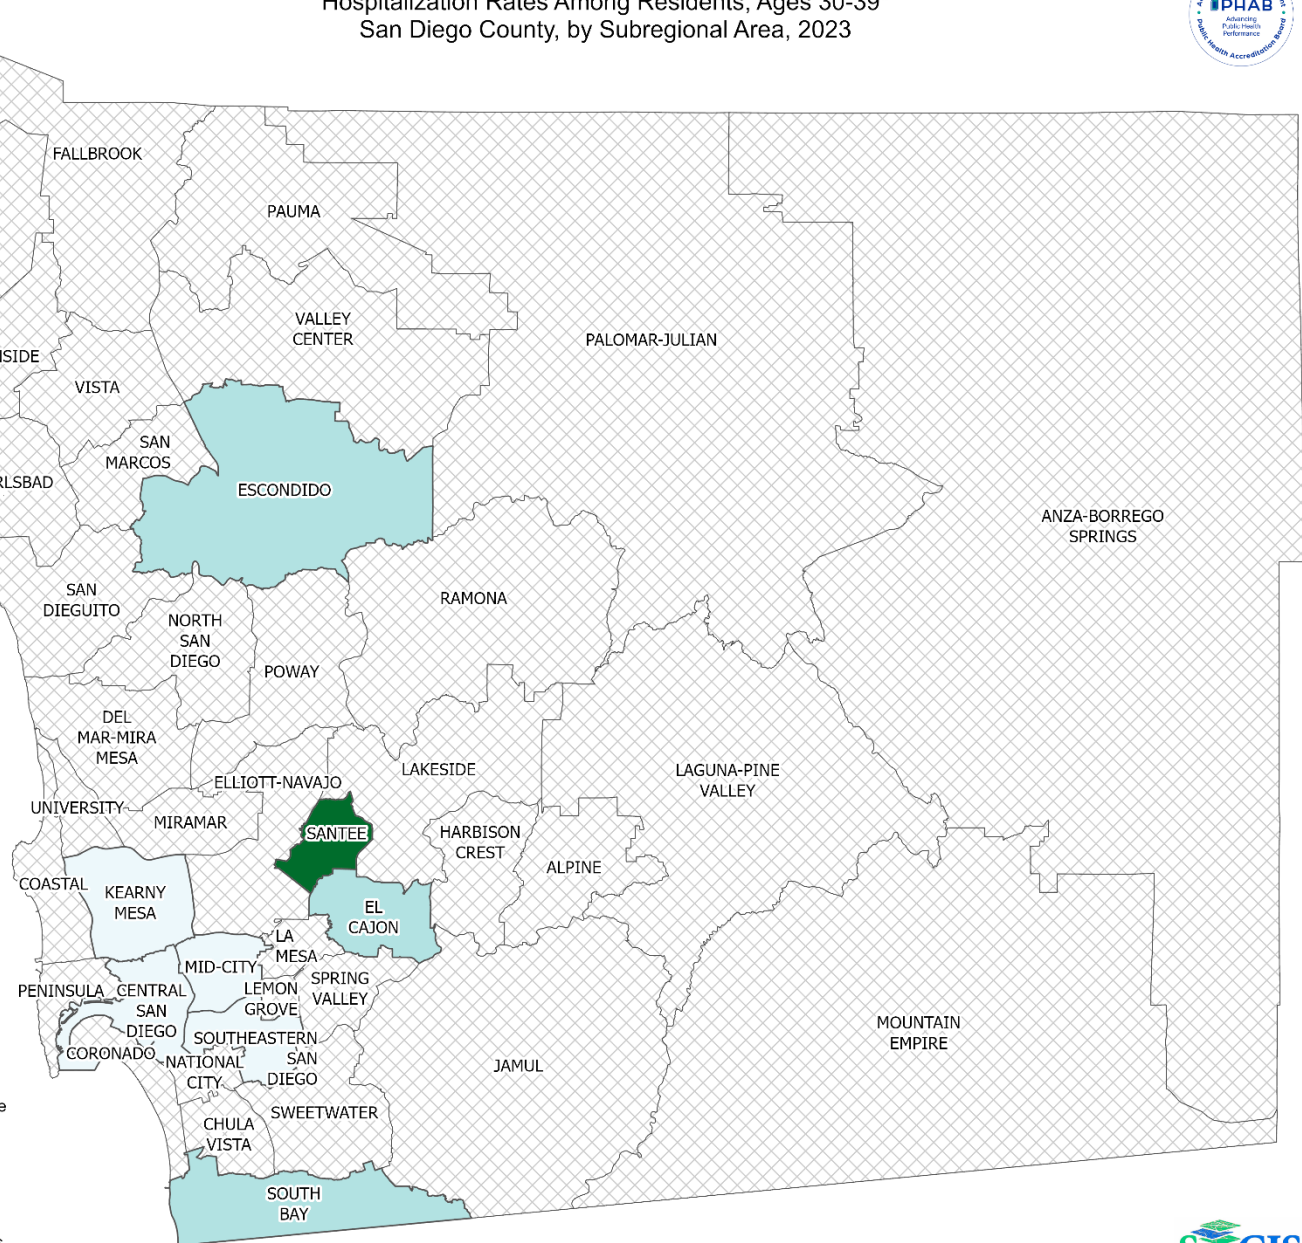 Hospitalization Rates Among Residents, Ages 30-39
San Diego County, by Subregional Area, 2023
PHAB
Advancing
Public Health
Performance
Public Health Accreditation Board
FALLBROOK
PAUMA
VALLEY
CENTER
PALOMAR-JULIAN
NSIDE
VISTA
SAN
MARCOS
RLSBAD
ESCONDIDO
ANZA-BORREGO
SPRINGS
SAN
DIEGUITO
NORTH
SAN
DIEGO
RAMONA
POWAY
DEL
MAR-MIRA
MESA
ELLIOTT-NAVAJO
LAKESIDE
LAGUNA-PINE
VALLEY
UNIVERSITY
MIRAMAR
SANTEE
HARBISON
CREST
ALPINE
COASTAL
KEARNY
MESA
EL
CAJON
LA
MESA
MID-CITY
PENINSULA
CENTRAL
SAN
DIEGO
LEMON
GROVE
SPRING
VALLEY
SOUTHEASTERN
SAN
DIEGO
CORONADO
NATIONAL
CITY
JAMUL
MOUNTAIN
EMPIRE
e
CHULA
VISTA
SWEETWATER
SOUTH
BAY